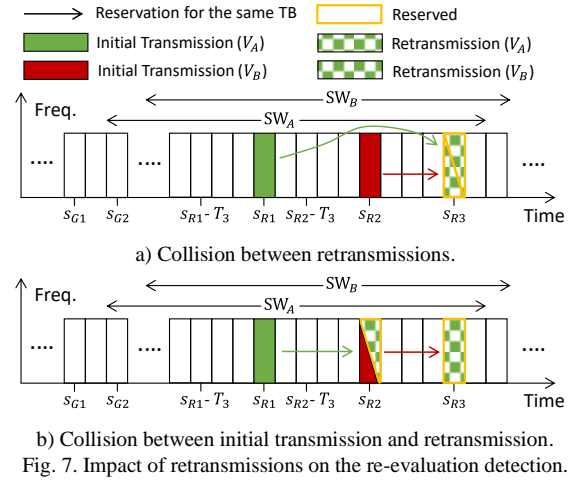 Reservation for the same TB
Reserved
Initial Transmission (V_A)
Retransmission (V_A)
Initial Transmission (V_B)
Retransmission (V_B)
SW_B
SW_A
Freq.
....
....
....
s_G1
s_G2
s_R1- T_3
s_R1
s_R2- T_3
s_R2
s_R3
Time
a) Collision between retransmissions.
SW_B
Freq.
SW_A
....
....
....
s_G1
s_G2
s_R1- T_3
s_R1
s_R2- T_3
s_R2
s_R3
Time
b) Collision between initial transmission and retransmission.
Fig. 7. Impact of retransmissions on the re-evaluation detection.